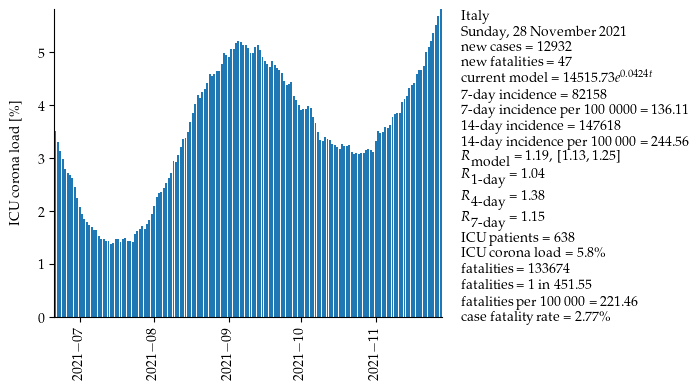 Italy
Sunday, 28 November 2021
new cases = 12932
new fatalities = 47
current model = 14515.73e^0.0424t
7-day incidence = 82158
7-day incidence per 100 0000 = 136.11
14-day incidence = 147618
14-day incidence per 100 000 = 244.56
R_model = 1.19, [1.13, 1.25]
R_1-day = 1.04
R_4-day = 1.38
R_7-day = 1.15
ICU patients = 638
ICU corona load = 5.8%
fatalities = 133674
fatalities = 1 in 451.55
fatalities per 100 000 = 221.46
case fatality rate = 2.77%
ICU corona load [%]
5
4
3
2
1
0
2021−07
2021−08
2021−09
2021−10
2021−11